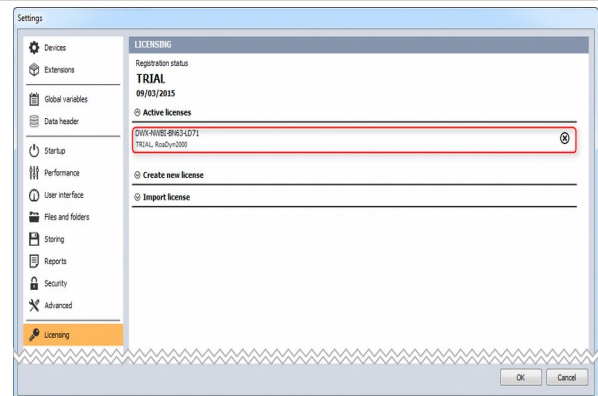 Settings
Devices
Extensions
Global variables
Data header
Startup
Performance
User interface
Files and folders
Storing
Reports
Security
Advanced
Licensing
LICENSING
Registration status
TRIAL
09/03/2015
Active licenses
DWX-NWBI-BN63-LD71
TRIAL, RoaDyn2000
Create new license
Import license
OK
Cancel